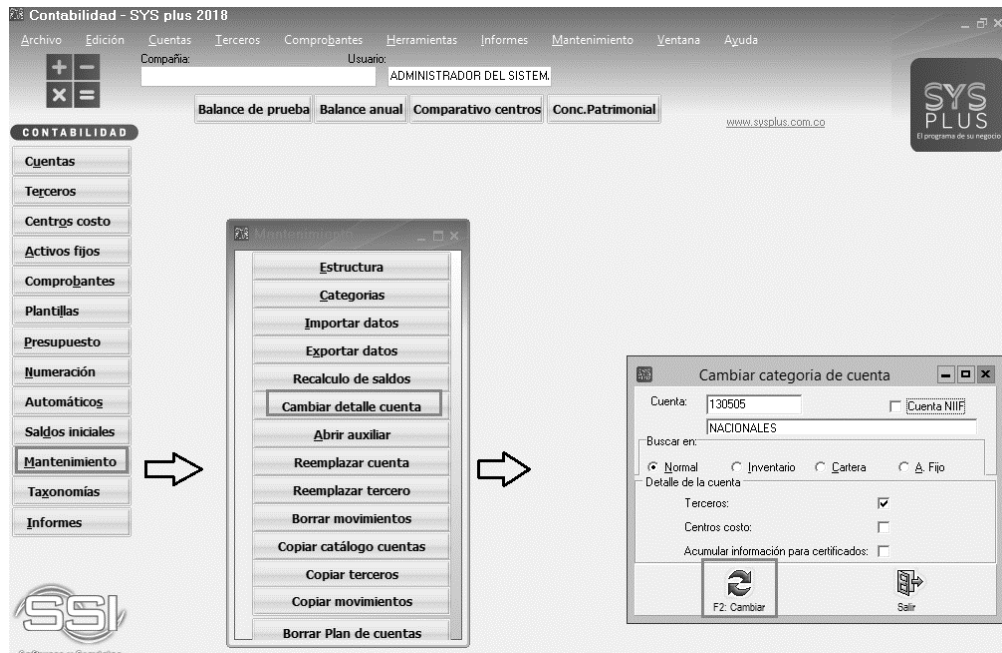 Contabilidad - SYS plus 2018
Archivo Edición Cuentas Terceros Comprobantes Herramientas Informes Mantenimiento Ventana Ayuda
Compañia: Usuario:
ADMINISTRADOR DEL SISTEM.
Balance de prueba Balance anual Comparativo centros Conc.Patrimonial
www.sysplus.com.co
SYS
PLUS
El programa de su negocio
CONTABILIDAD
Cuentas
Terceros
Centros costo
Activos fijos
Comprobantes
Plantillas
Presupuesto
Numeración
Automáticos
Saldos iniciales
Mantenimiento
Taxonomías
Informes
SSI
Mantenimiento
Estructura
Categorias
Importar datos
Exportar datos
Recalculo de saldos
Cambiar detalle cuenta
Abrir auxiliar
Reemplazar cuenta
Reemplazar tercero
Borrar movimientos
Copiar catálogo cuentas
Copiar terceros
Copiar movimientos
Borrar Plan de cuentas
Cambiar categoria de cuenta
Cuenta: 130505 Cuenta NIIF
NACIONALES
Buscar en:
Normal Inventario Cartera A. Fijo
Detalle de la cuenta
Terceros:
Centros costo:
Acumular información para certificados:
F2: Cambiar Salir